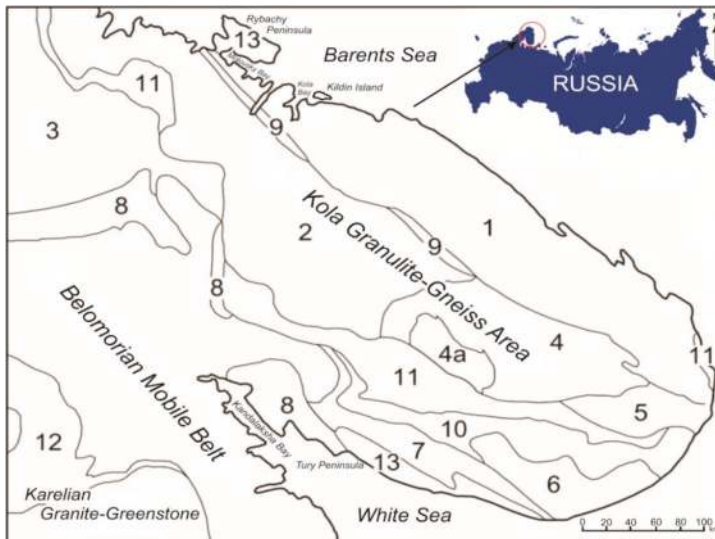 Rybachy
Peninsula
13
Barents Sea
RUSSIA
Kola
Bay
Kildin Island
11
3
9
1
8
2
Kola Granulite-Gneiss Area
9
8
4
4a
11
11
5
Belomorian Mobile Belt
8
10
Kandalaksha Bay
7
12
13
Tury Peninsula
6
Karelian
Granite-Greenstone
White Sea
0 20 40 60 80 100